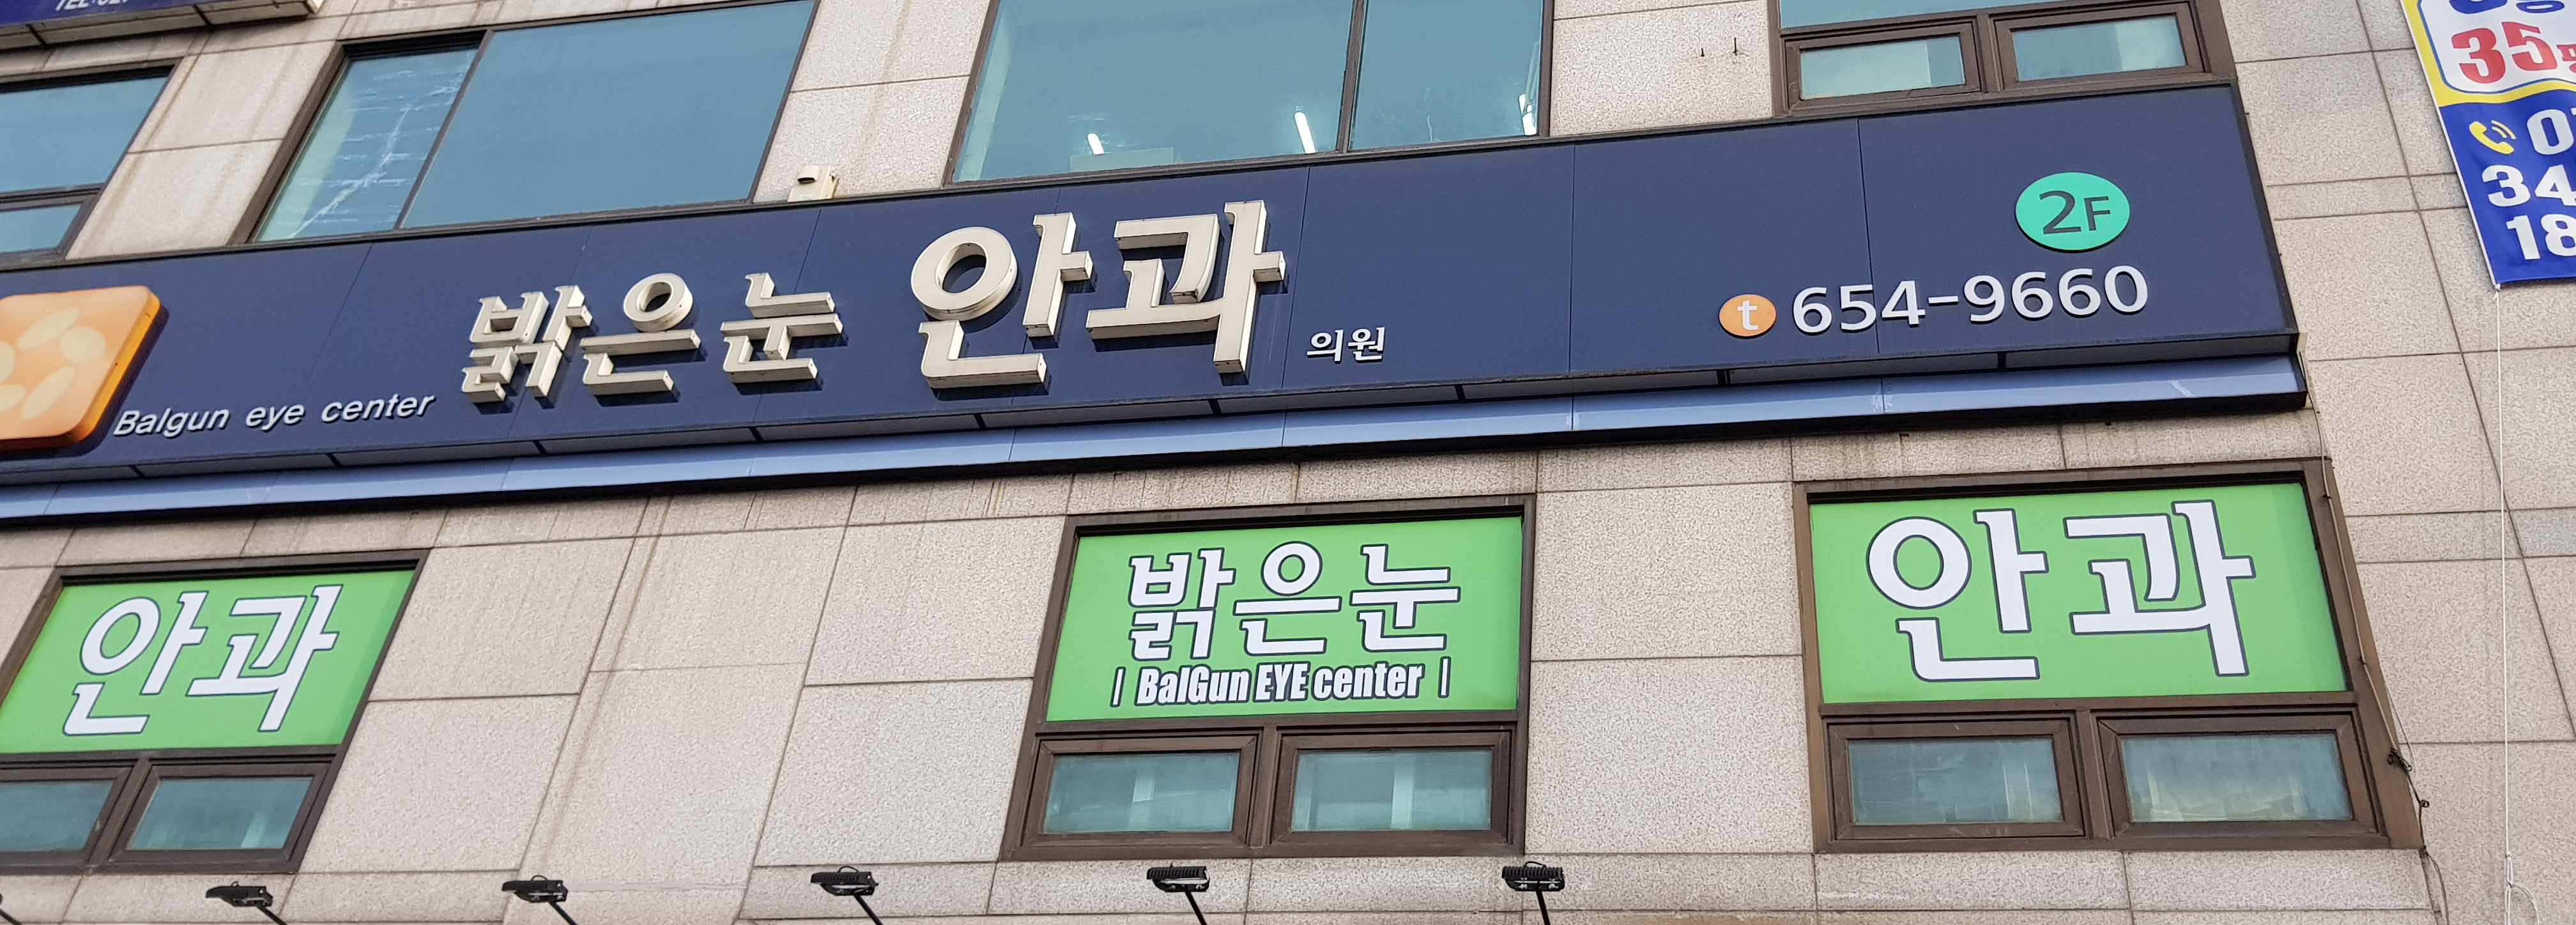 2F
Balgun eye center 밝은눈 안과 의원
t 654-9660
안과
밝은눈
| BalGun EYE center |
안과
35
34
18